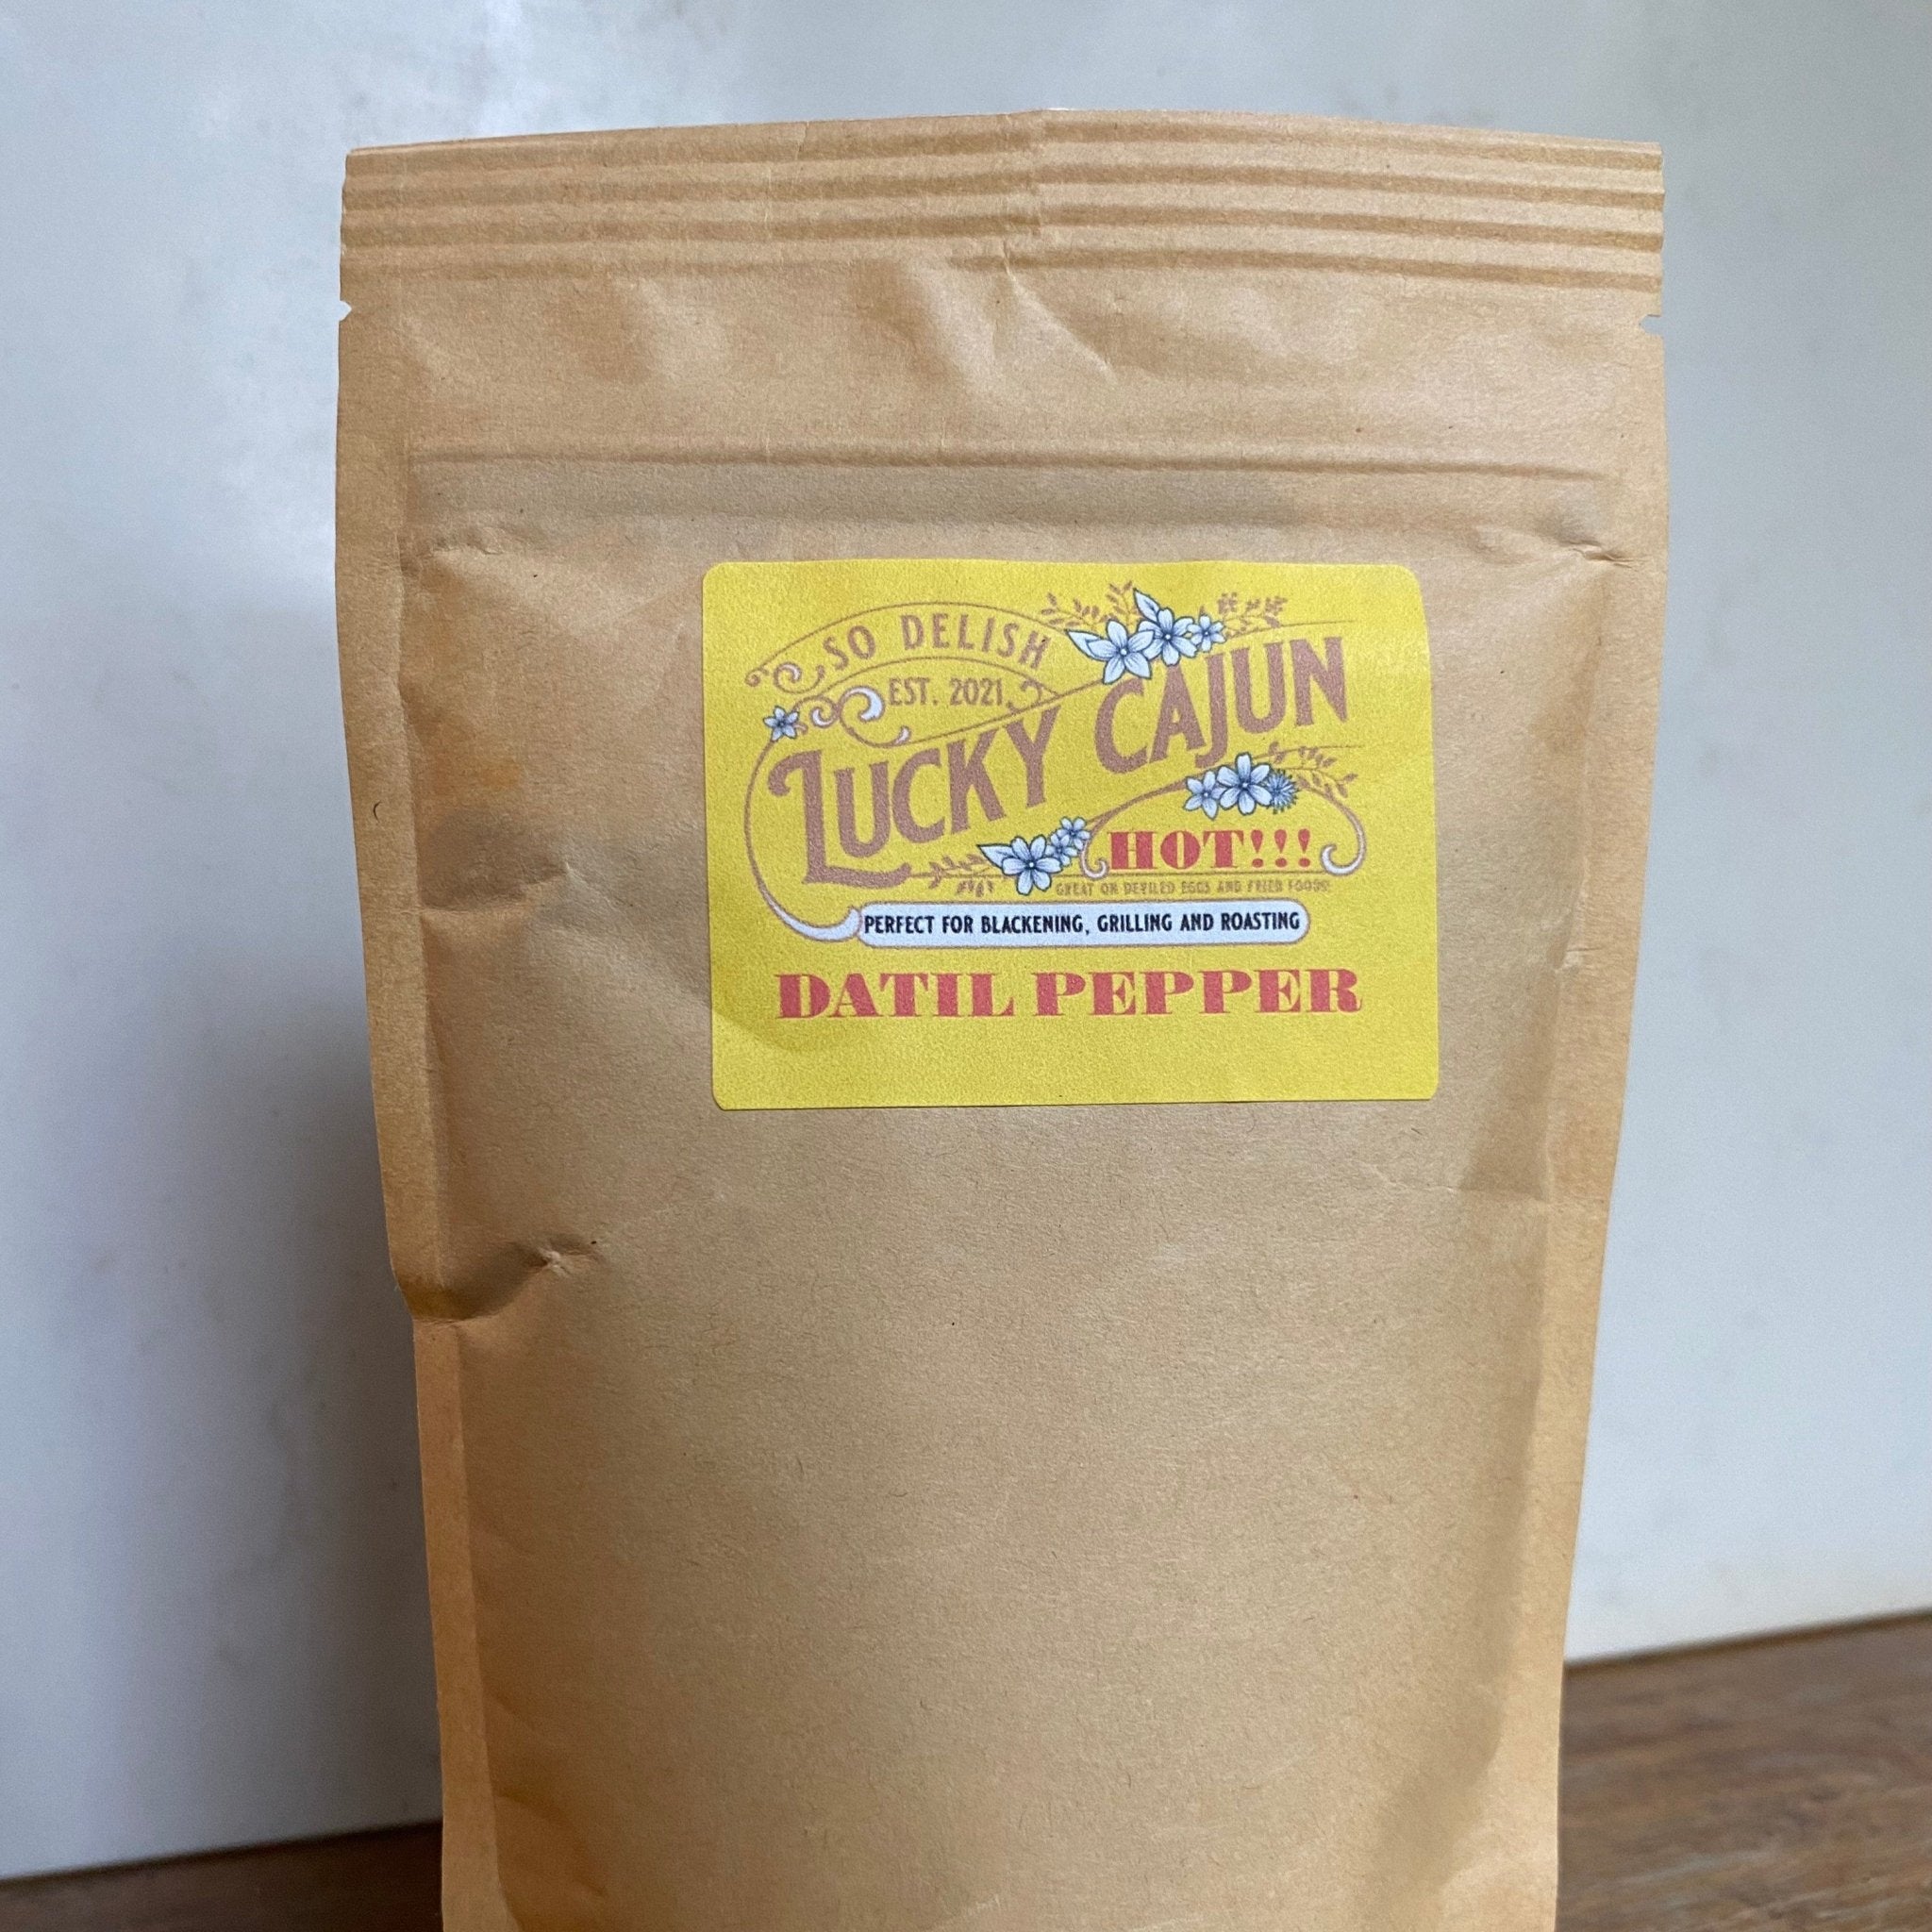 SO DELISH
EST. 2021
LUCKY CAJUN
HOT!!!
GREAT ON DEVILED EGGS AND FRIED FOODS!
PERFECT FOR BLACKENING, GRILLING AND ROASTING
DATIL PEPPER